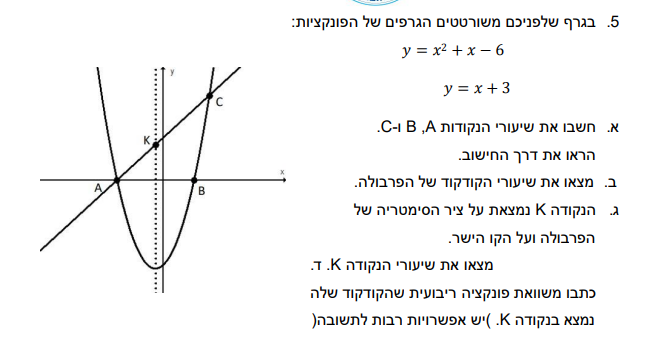 5. בגרף שלפניכם משורטטים הגרפים של הפונקציות:
y = x² + x − 6
y = x + 3
א. חשבו את שיעורי הנקודות B ,A ו-C.
הראו את דרך החישוב.
ב. מצאו את שיעורי הקודקוד של הפרבולה.
ג. הנקודה K נמצאת על ציר הסימטריה של
הפרבולה ועל הקו הישר.
מצאו את שיעורי הנקודה K. ד.
כתבו משוואת פונקציה ריבועית שהקודקוד שלה
נמצא בנקודה K. )יש אפשרויות רבות לתשובה(
y
C
K
x
A
B